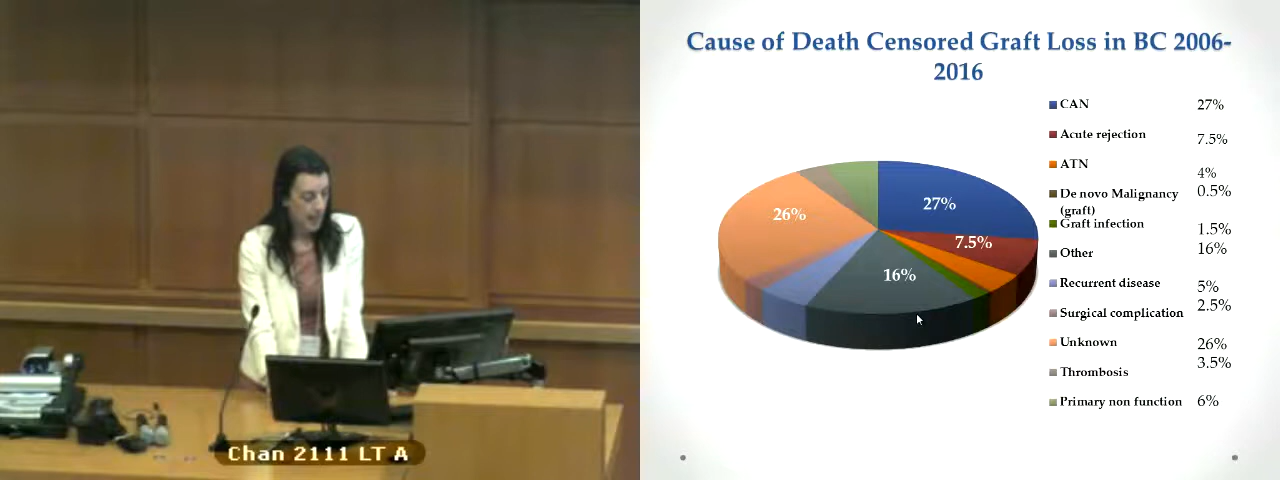 Cause of Death Censored Graft Loss in BC 2006-
2016
CAN 27%
Acute rejection 7.5%
ATN 4%
De novo Malignancy 0.5%
(graft)
Graft infection 1.5%
Other 16%
Recurrent disease 5%
Surgical complication 2.5%
Unknown 26%
Thrombosis 3.5%
Primary non function 6%
27%
7.5%
16%
26%
Chan 2111 LT A